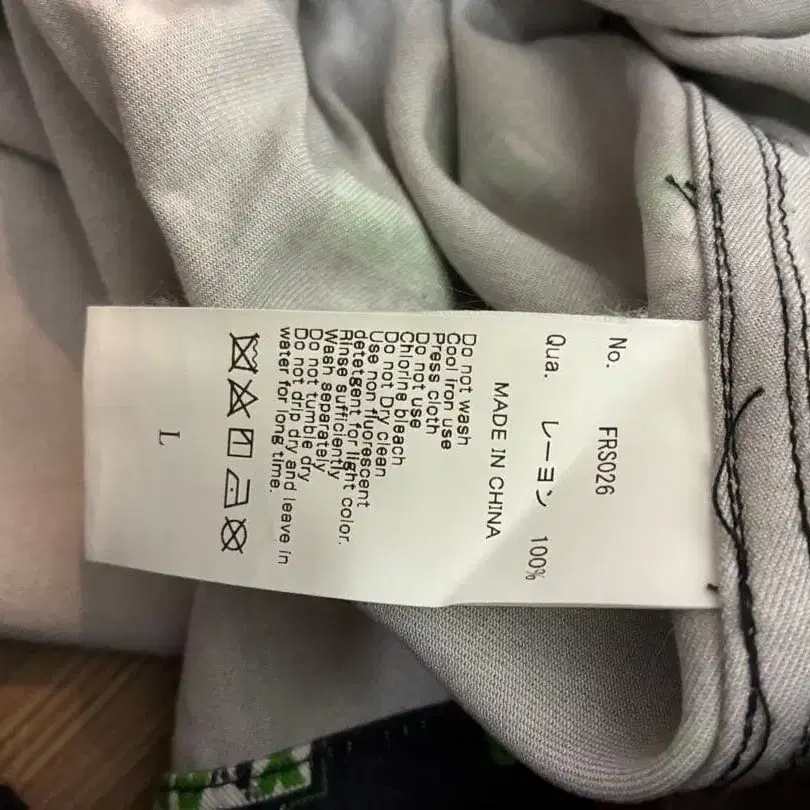 No. FRS026
Qua. レーヨン 100%
MADE IN CHINA
Do not wash
Cool iron use
Press cloth
Do not use
Chlorine bleach
Do not Dry clean
Use non fluorescent
detetgent for light color.
Rinse sufficiently
Wash separately
Do not tumble dry
Do not drip dry and leave in
water for long time.
L